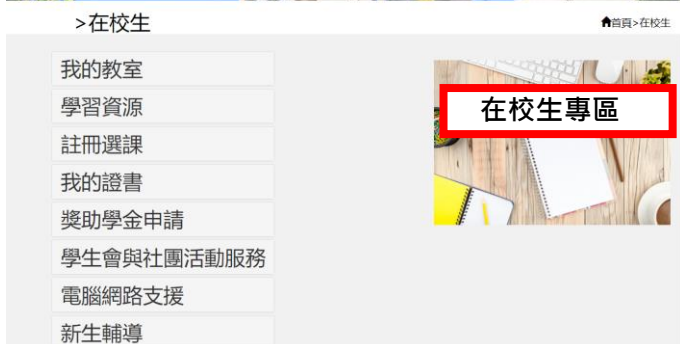 >在校生
首頁>在校生
我的教室
學習資源
註冊選課
我的證書
獎助學金申請
學生會與社團活動服務
電腦網路支援
新生輔導
在校生專區